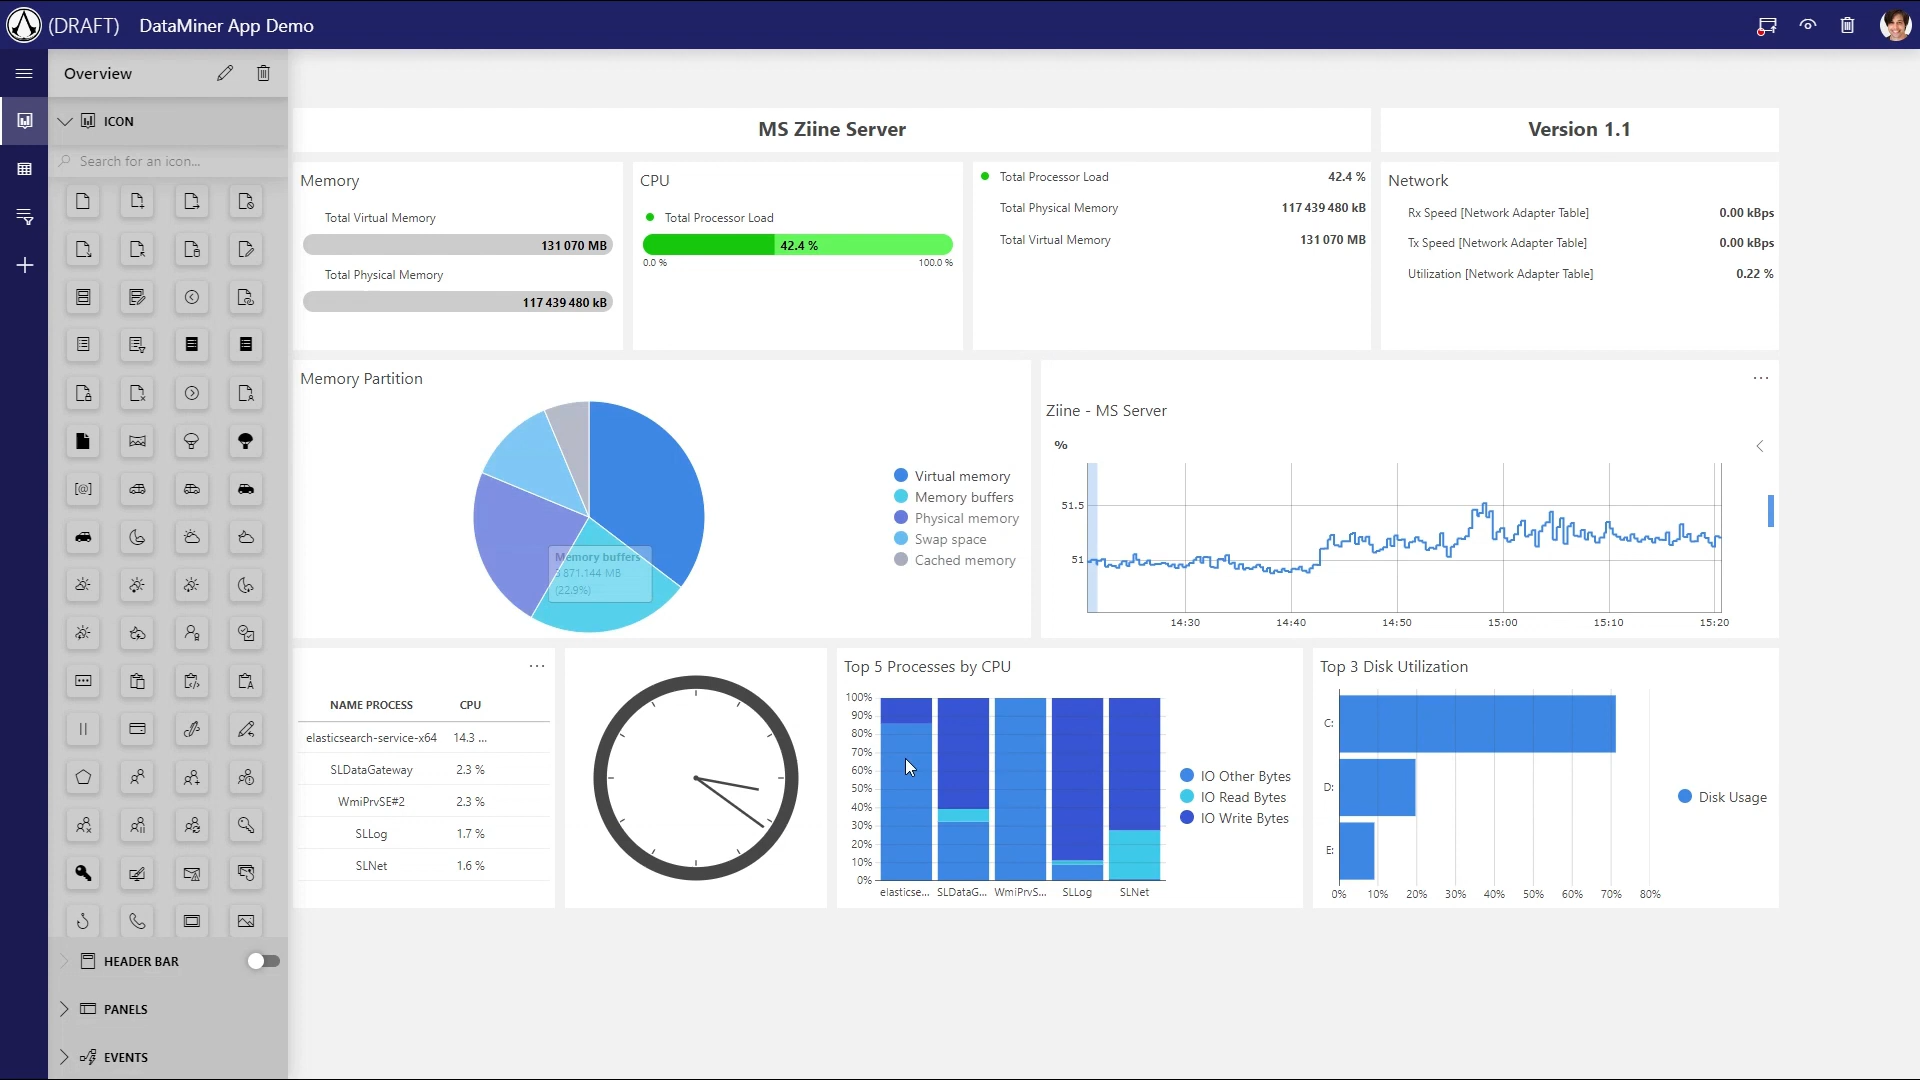 (DRAFT) DataMiner App Demo
Overview
ICON
Search for an icon...
HEADER BAR
PANELS
EVENTS
MS Ziine Server
Version 1.1
Memory
Total Virtual Memory
131 070 MB
Total Physical Memory
117 439 480 kB
CPU
Total Processor Load
42.4 %
0.0 % 100.0 %
Total Processor Load 42.4 %
Total Physical Memory 117 439 480 kB
Total Virtual Memory 131 070 MB
Network
Rx Speed [Network Adapter Table] 0.00 kBps
Tx Speed [Network Adapter Table] 0.00 kBps
Utilization [Network Adapter Table] 0.22 %
Memory Partition
Memory buffers
3 871.144 MB
(22.9%)
Virtual memory
Memory buffers
Physical memory
Swap space
Cached memory
Ziine - MS Server
%
51.5
51
14:30 14:40 14:50 15:00 15:10 15:20
NAME PROCESS CPU
elasticsearch-service-x64 14.3 ...
SLDataGateway 2.3 %
WmiPrvSE#2 2.3 %
SLLog 1.7 %
SLNet 1.6 %
Top 5 Processes by CPU
100%
90%
80%
70%
60%
50%
40%
30%
20%
10%
0%
elasticse... SLDataG... WmiPrvS... SLLog SLNet
IO Other Bytes
IO Read Bytes
IO Write Bytes
Top 3 Disk Utilization
C:
D:
E:
0% 10% 20% 30% 40% 50% 60% 70% 80%
Disk Usage